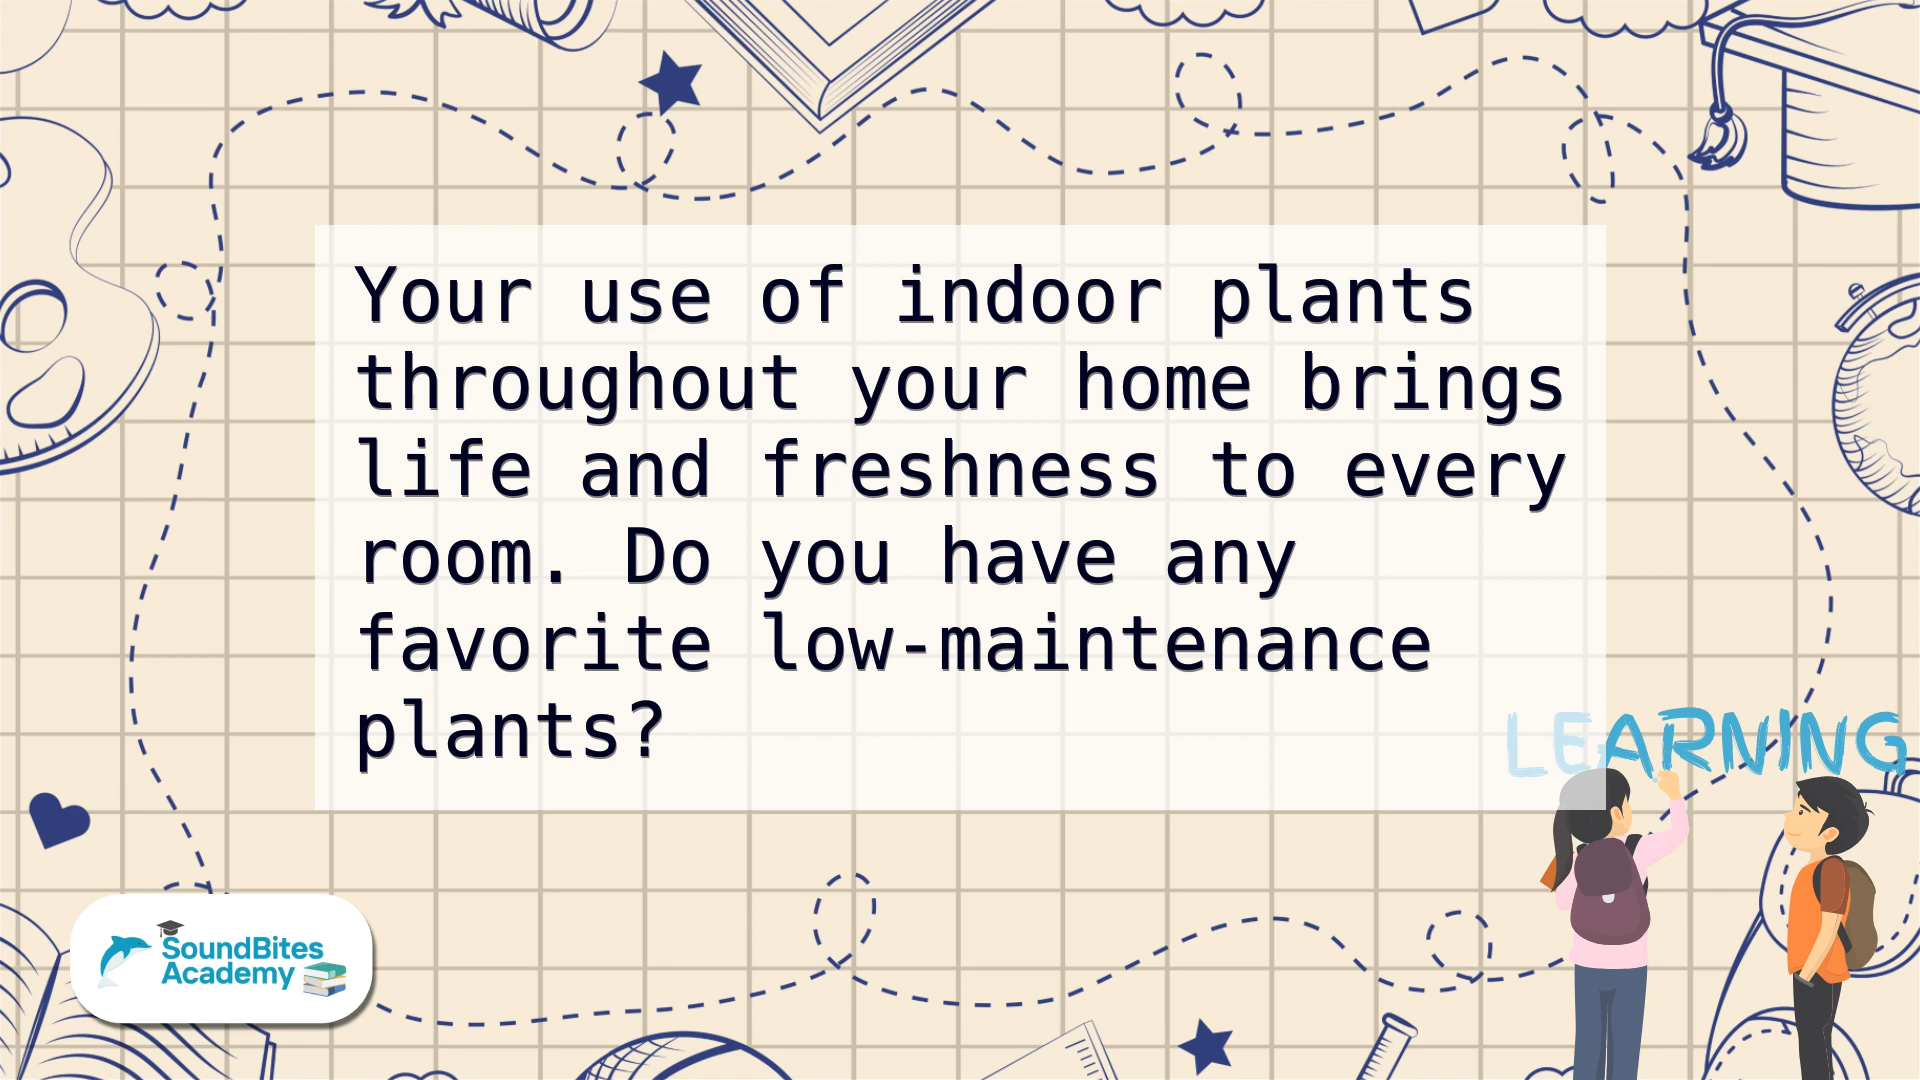 Your use of indoor plants
throughout your home brings
life and freshness to every
room. Do you have any
favorite low-maintenance
plants?
LEARNING
SoundBites
Academy